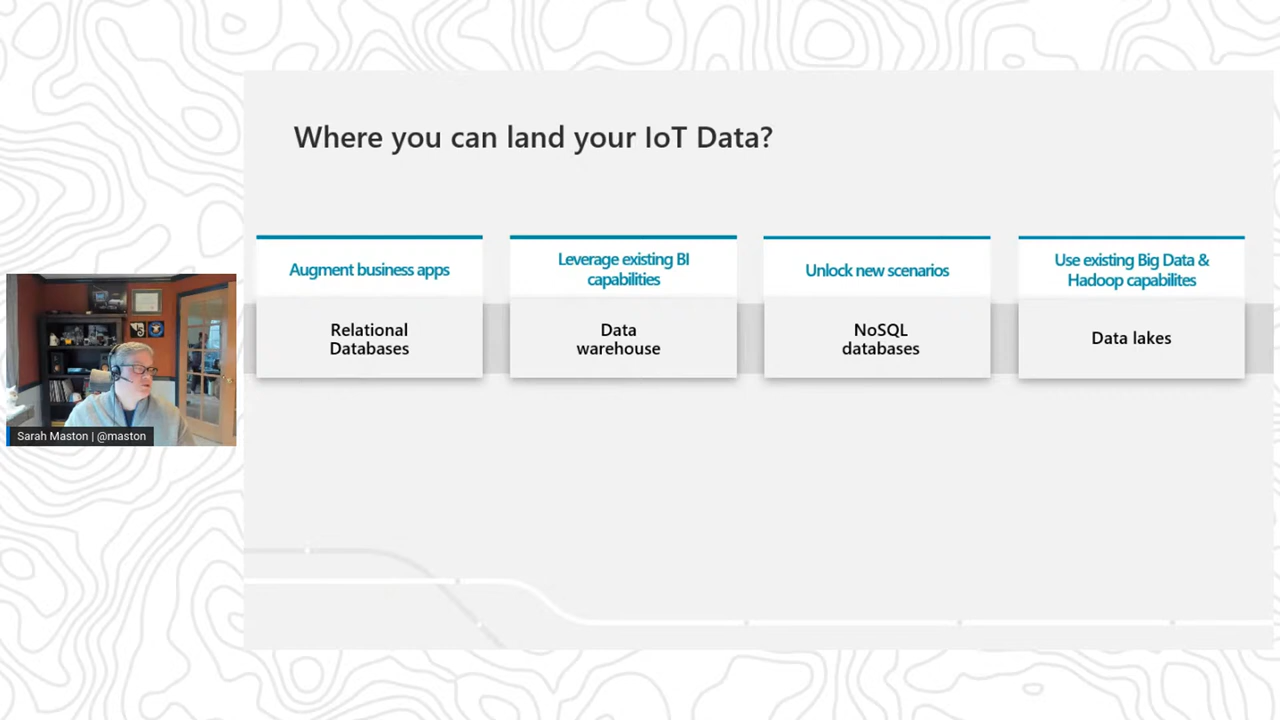 Where you can land your IoT Data?
Augment business apps
Relational
Databases
Leverage existing BI
capabilities
Data
warehouse
Unlock new scenarios
NoSQL
databases
Use existing Big Data &
Hadoop capabilites
Data lakes
Sarah Maston | @maston